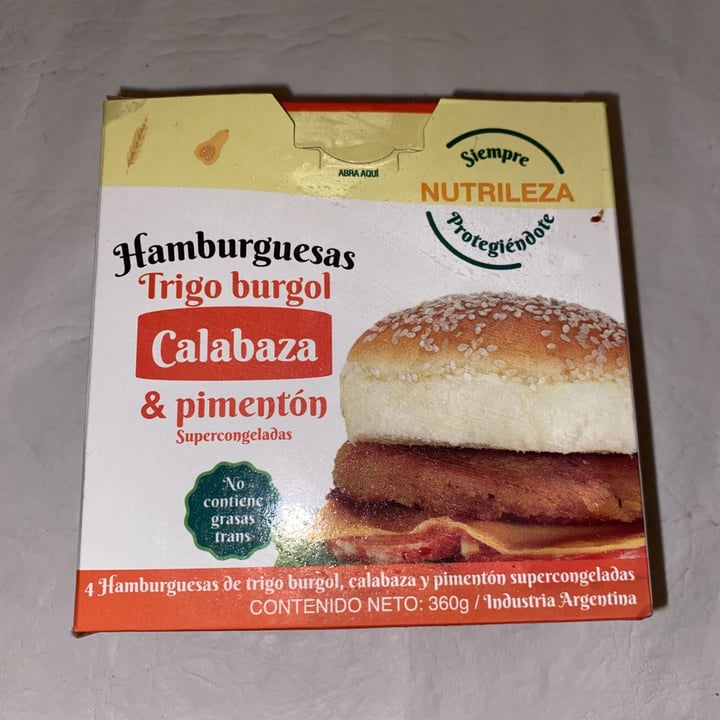 ABRA AQUÍ
Siempre
NUTRILEZA
Protegiéndote
Hamburguesas
Trigo burgol
Calabaza
& pimentón
Supercongeladas
No
contiene
grasas
trans
4 Hamburguesas de trigo burgol, calabaza y pimentón supercongeladas
CONTENIDO NETO: 360g / Industria Argentina